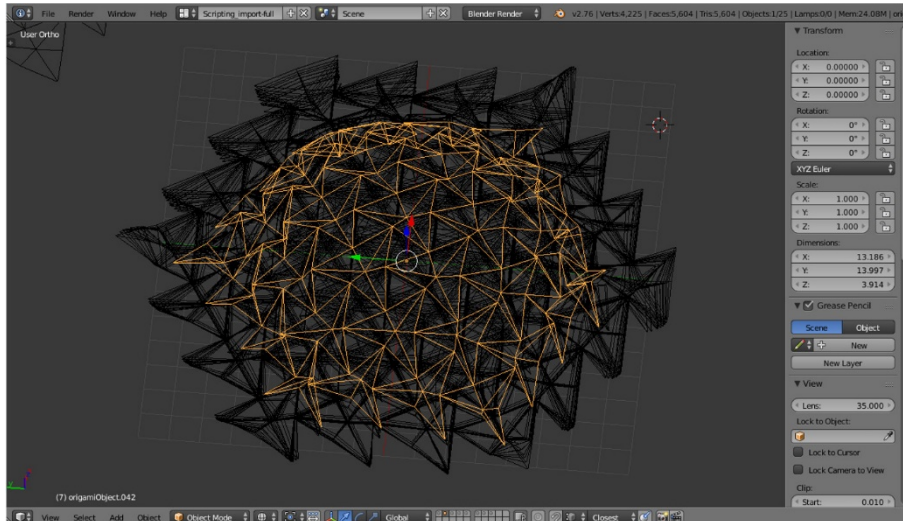 File Render Window Help Scripting_import-full Scene Blender Render v2.76 | Verts:4,225 | Faces:5,604 | Tris:5,604 | Objects:1/25 | Lamps:0/0 | Mem:24.08M |
User Ortho
Transform
Location:
X: 0.00000
Y: 0.00000
Z: 0.00000
Rotation:
X: 0°
Y: 0°
Z: 0°
XYZ Euler
Scale:
X: 1.000
Y: 1.000
Z: 1.000
Dimensions:
X: 13.186
Y: 13.997
Z: 3.914
Grease Pencil
Scene Object
New
New Layer
View
Lens: 35.000
Lock to Object:
Lock to Cursor
Lock Camera to View
Clip:
Start: 0.010
(7) origamiObject.042
View Select Add Object Object Mode Global Closest